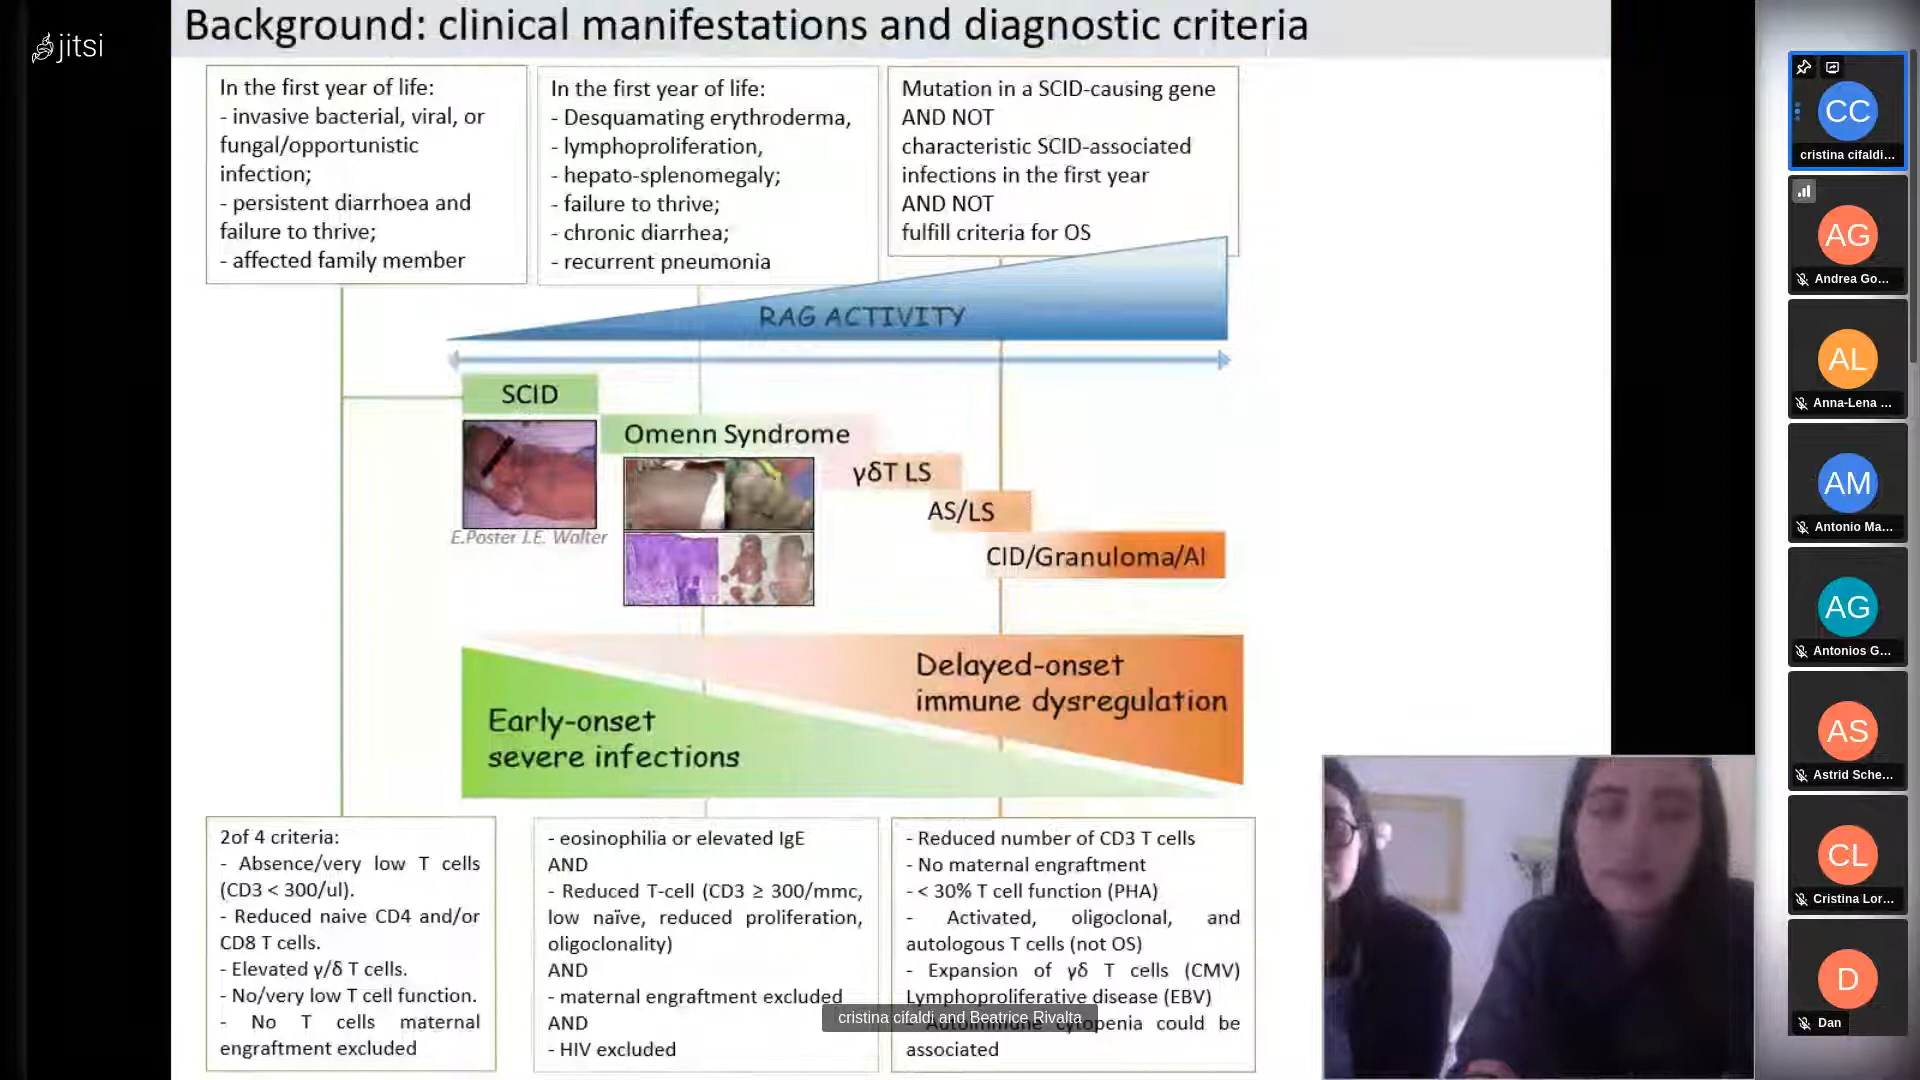 Background: clinical manifestations and diagnostic criteria
jitsi
In the first year of life:
- invasive bacterial, viral, or
fungal/opportunistic
infection;
- persistent diarrhoea and
failure to thrive;
- affected family member
In the first year of life:
- Desquamating erythroderma,
- lymphoproliferation,
- hepato-splenomegaly;
- failure to thrive;
- chronic diarrhea;
- recurrent pneumonia
Mutation in a SCID-causing gene
AND NOT
characteristic SCID-associated
infections in the first year
AND NOT
fulfill criteria for OS
RAG ACTIVITY
SCID
Omenn Syndrome
γδT LS
AS/LS
CID/Granuloma/AI
E.Poster J.E. Walter
Delayed-onset
immune dysregulation
Early-onset
severe infections
2of 4 criteria:
- Absence/very low T cells
(CD3 < 300/ul).
- Reduced naive CD4 and/or
CD8 T cells.
- Elevated γ/δ T cells.
- No/very low T cell function.
- No T cells maternal
engraftment excluded
- eosinophilia or elevated IgE
AND
- Reduced T-cell (CD3 ≥ 300/mmc,
low naïve, reduced proliferation,
oligoclonality)
AND
- maternal engraftment excluded
AND
- HIV excluded
- Reduced number of CD3 T cells
- No maternal engraftment
- < 30% T cell function (PHA)
- Activated, oligoclonal, and
autologous T cells (not OS)
- Expansion of γδ T cells (CMV)
Lymphoproliferative disease (EBV)
- Autoimmune cytopenia could be
associated
cristina cifaldi and Beatrice Rivalta
CC
cristina cifaldi...
AG
Andrea Go...
AL
Anna-Lena ...
AM
Antonio Ma...
AG
Antonios G...
AS
Astrid Sche...
CL
Cristina Lor...
D
Dan